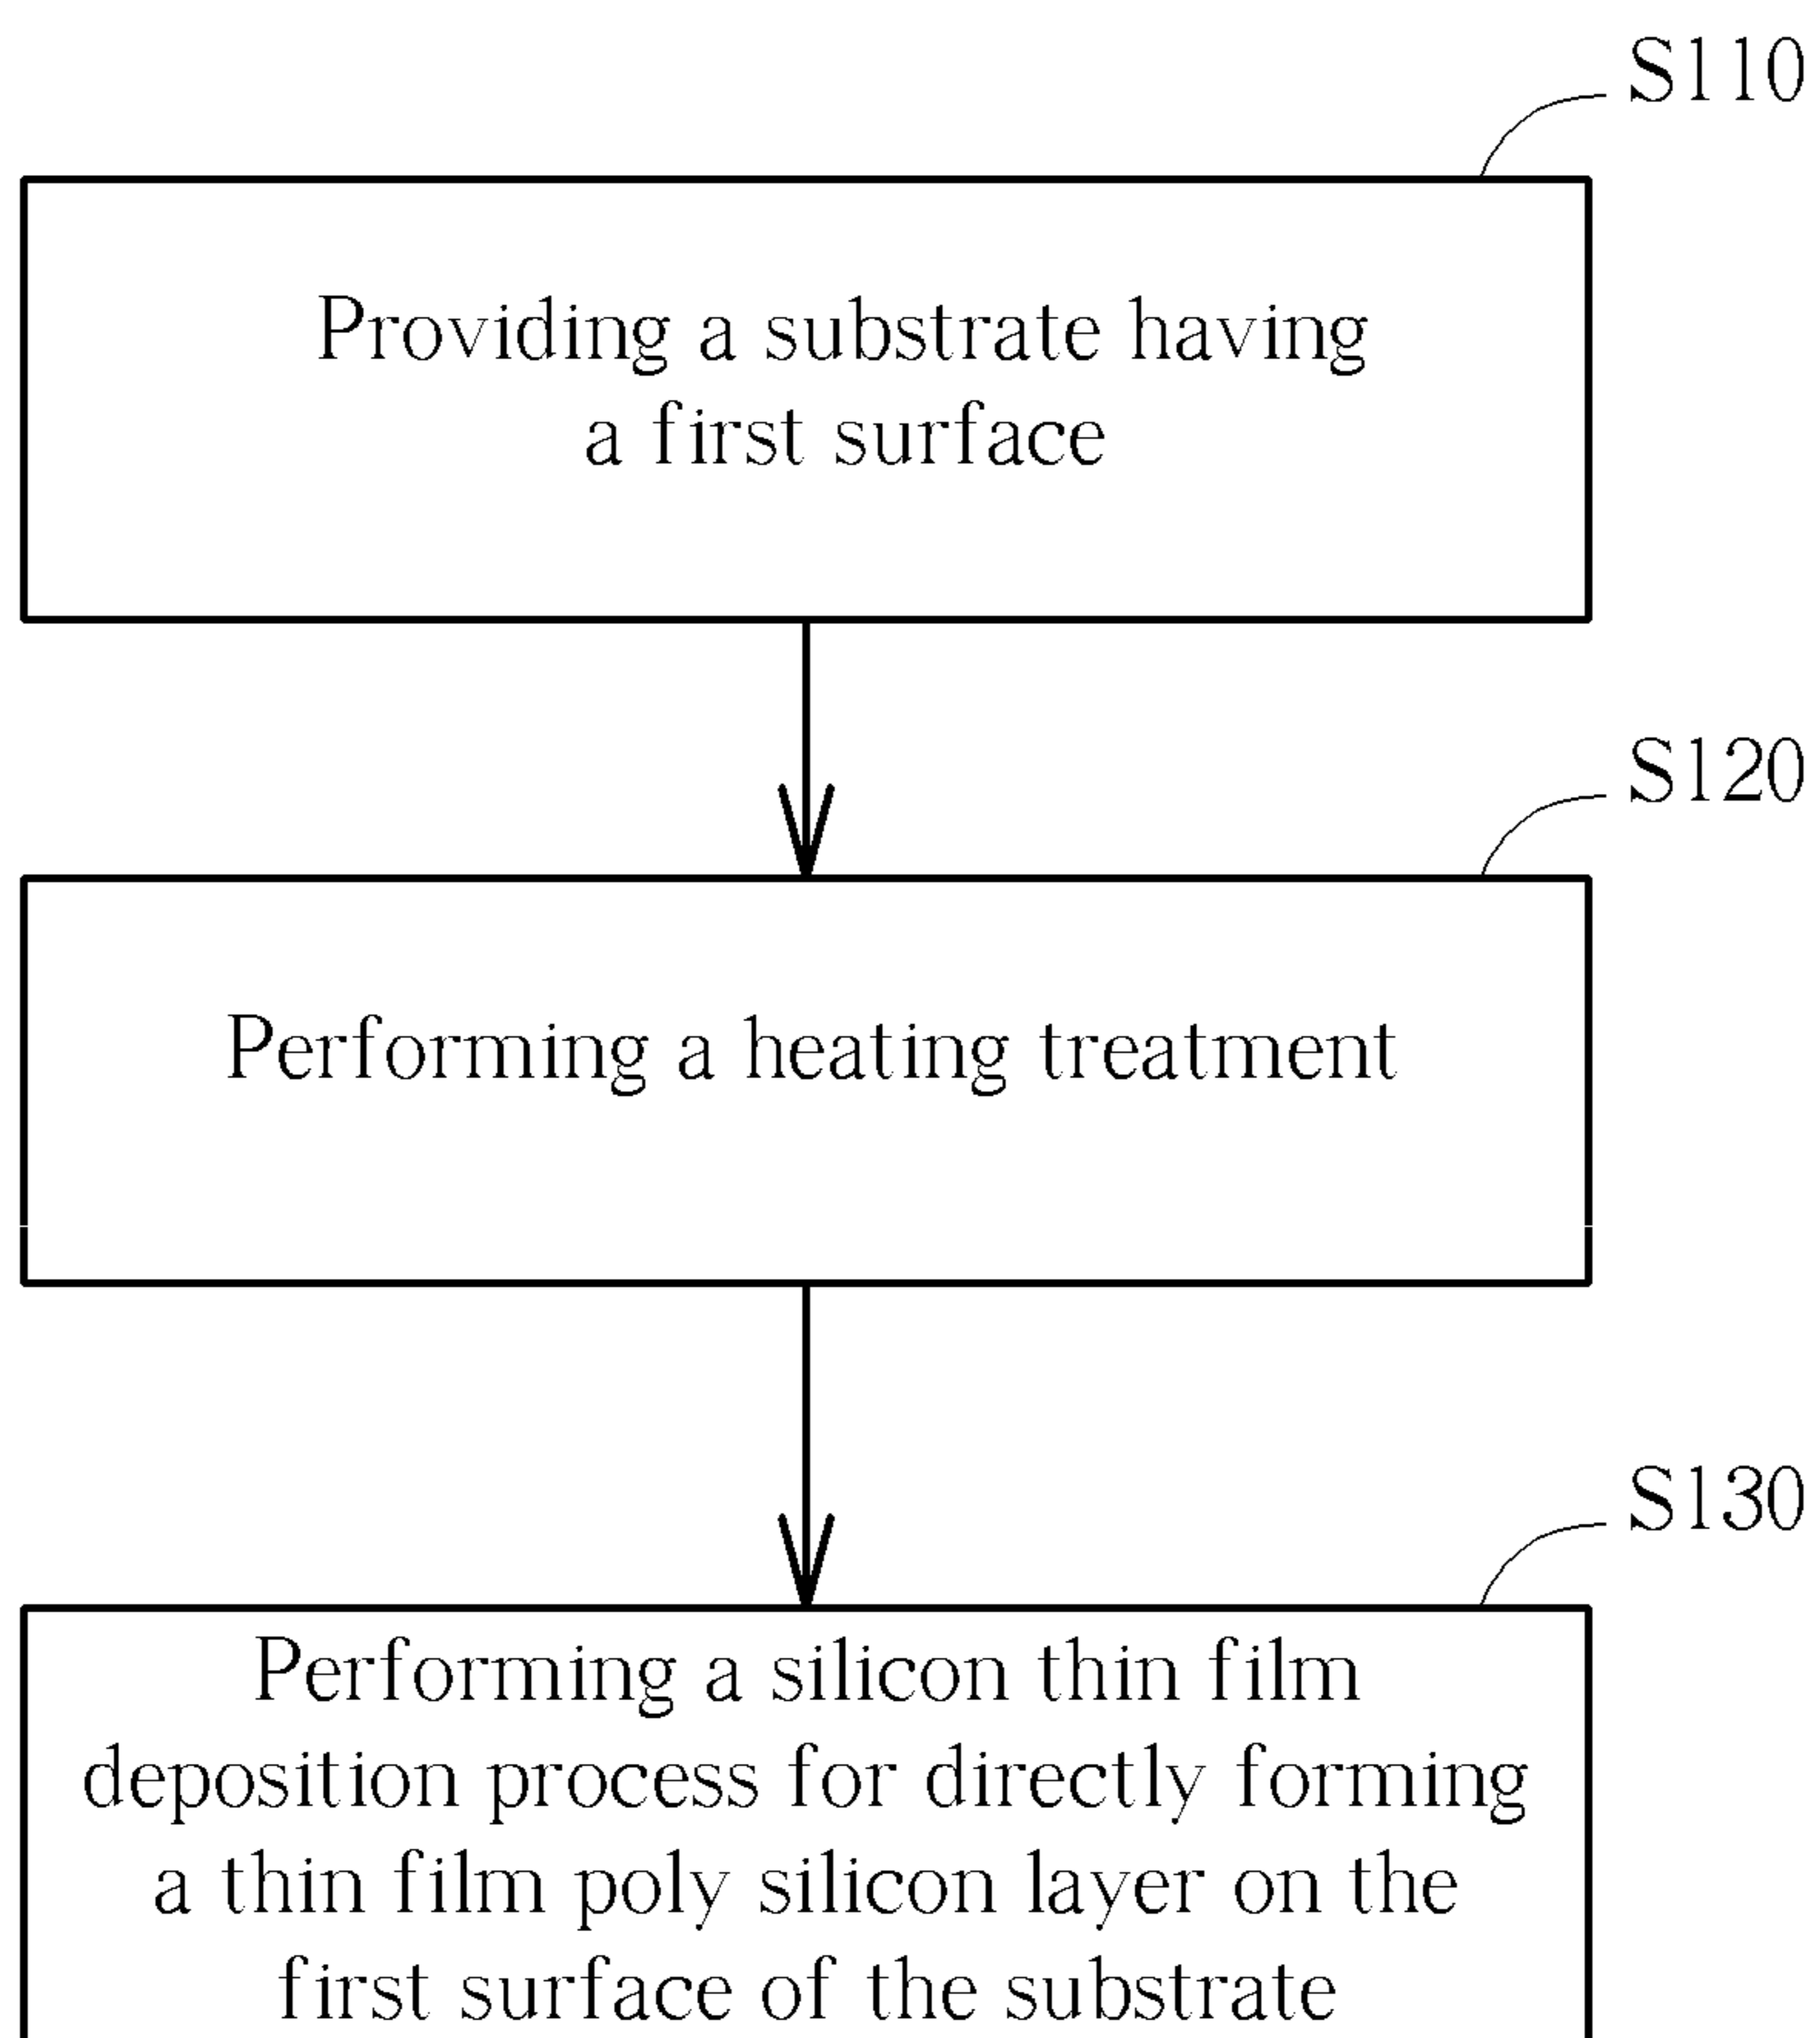 S110
Providing a substrate having
a first surface
S120
Performing a heating treatment
S130
Performing a silicon thin film
deposition process for directly forming
a thin film poly silicon layer on the
first surface of the substrate